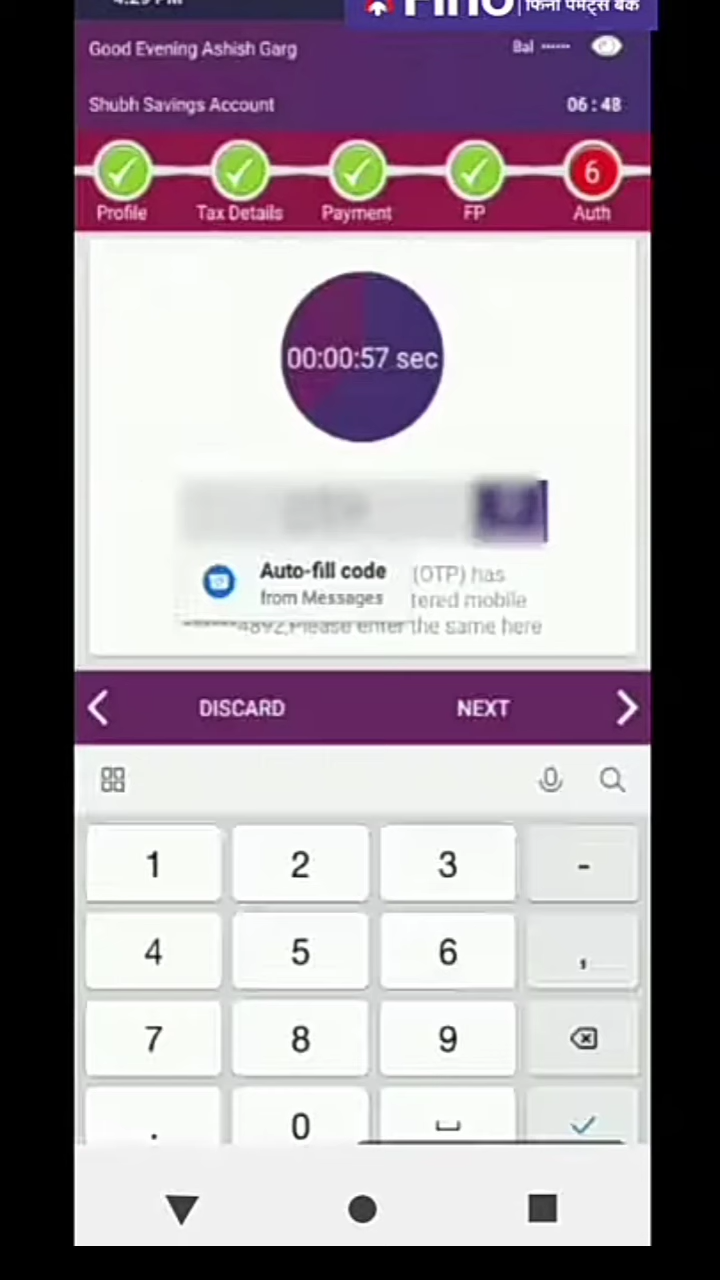 4:29 PM
Fino फिनो पेमेंट्स बैंक
Good Evening Ashish Garg
Bal ------
Shubh Savings Account
06 : 48
6
Profile Tax Details Payment FP Auth
00:00:57 sec
Auto-fill code
from Messages
(OTP) has
tered mobile
4892,Please enter the same here
DISCARD NEXT
1 2 3 -
4 5 6 ,
7 8 9
. 0